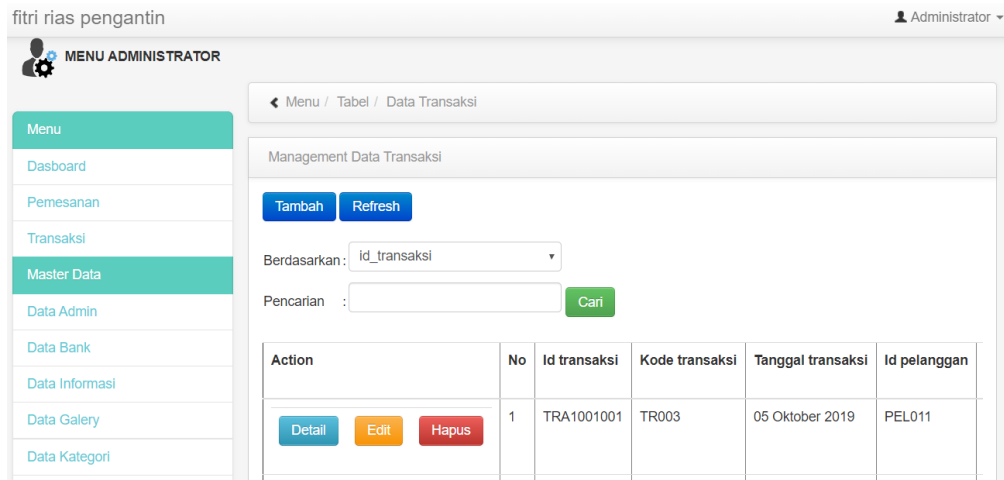 fitri rias pengantin
Administrator
MENU ADMINISTRATOR
Menu / Tabel / Data Transaksi
Menu
Dasboard
Pemesanan
Transaksi
Master Data
Data Admin
Data Bank
Data Informasi
Data Galery
Data Kategori
Management Data Transaksi
Tambah Refresh
Berdasarkan : id_transaksi
Pencarian : Cari
Action No Id transaksi Kode transaksi Tanggal transaksi Id pelanggan
Detail Edit Hapus 1 TRA1001001 TR003 05 Oktober 2019 PEL011